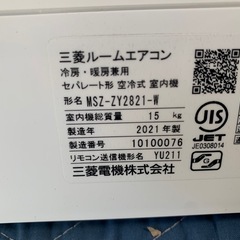 三菱ルームエアコン
冷房・暖房兼用
セパレート形 空冷式 室内機
形名 MSZ-ZY2821-W
室内機総質量 15 kg
製造年 2021年製
製造番号 10100076
リモコン送信機形名 YU211
三菱電機株式会社
JIS
JET
JE0308014